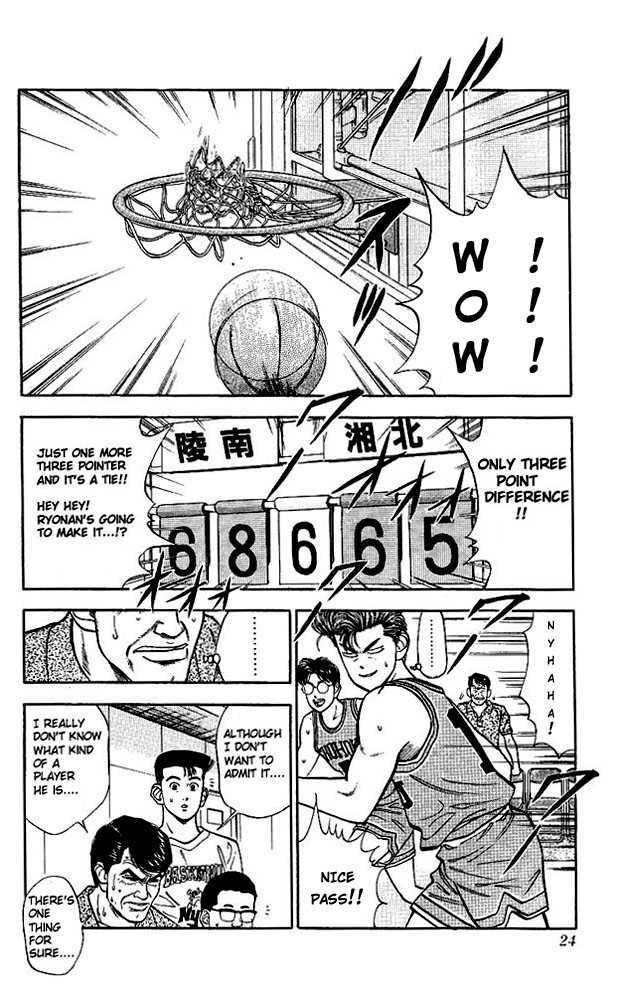 WOW
!!!
陵南 湘北
ONLY THREE
POINT
DIFFERENCE
!!
JUST ONE MORE
THREE POINTER
AND IT'S A TIE!!
HEY HEY!
RYONAN'S GOING
TO MAKE IT...!?
68 6 65
NYHAHA!
NICE
PASS!!
ALTHOUGH
I DON'T
WANT TO
ADMIT IT....
I REALLY
DON'T KNOW
WHAT KIND
OF A
PLAYER
HE IS....
THERE'S
ONE
THING
FOR
SURE....
24